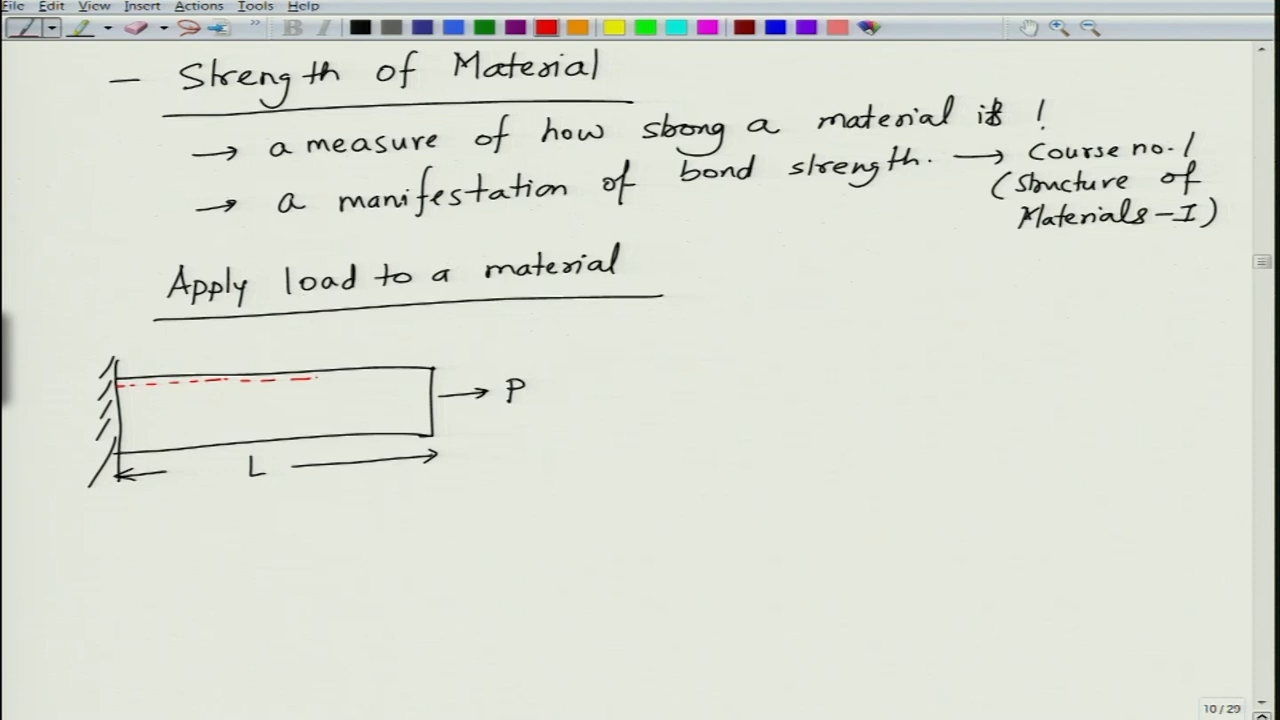 File Edit View Insert Actions Tools Help
B I
- Strength of Material
→ a measure of how strong a material is !
→ a manifestation of bond strength. → Course no. 1
(Structure of
Materials - I)
Apply load to a material
P
L
10 / 29